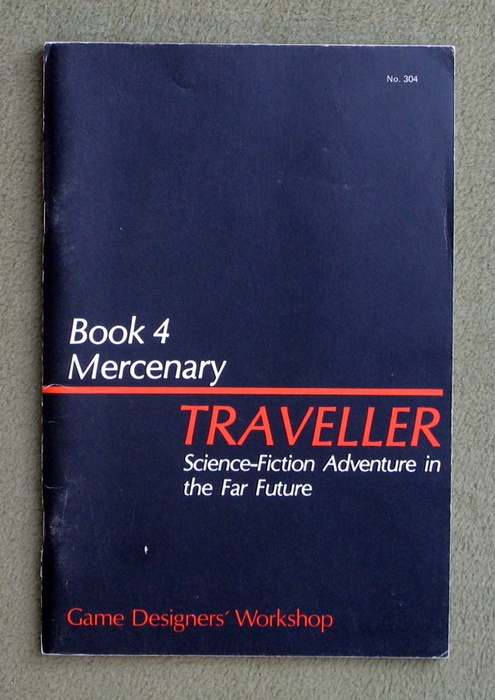 No. 304
Book 4
Mercenary
TRAVELLER
Science-Fiction Adventure in
the Far Future
Game Designers' Workshop